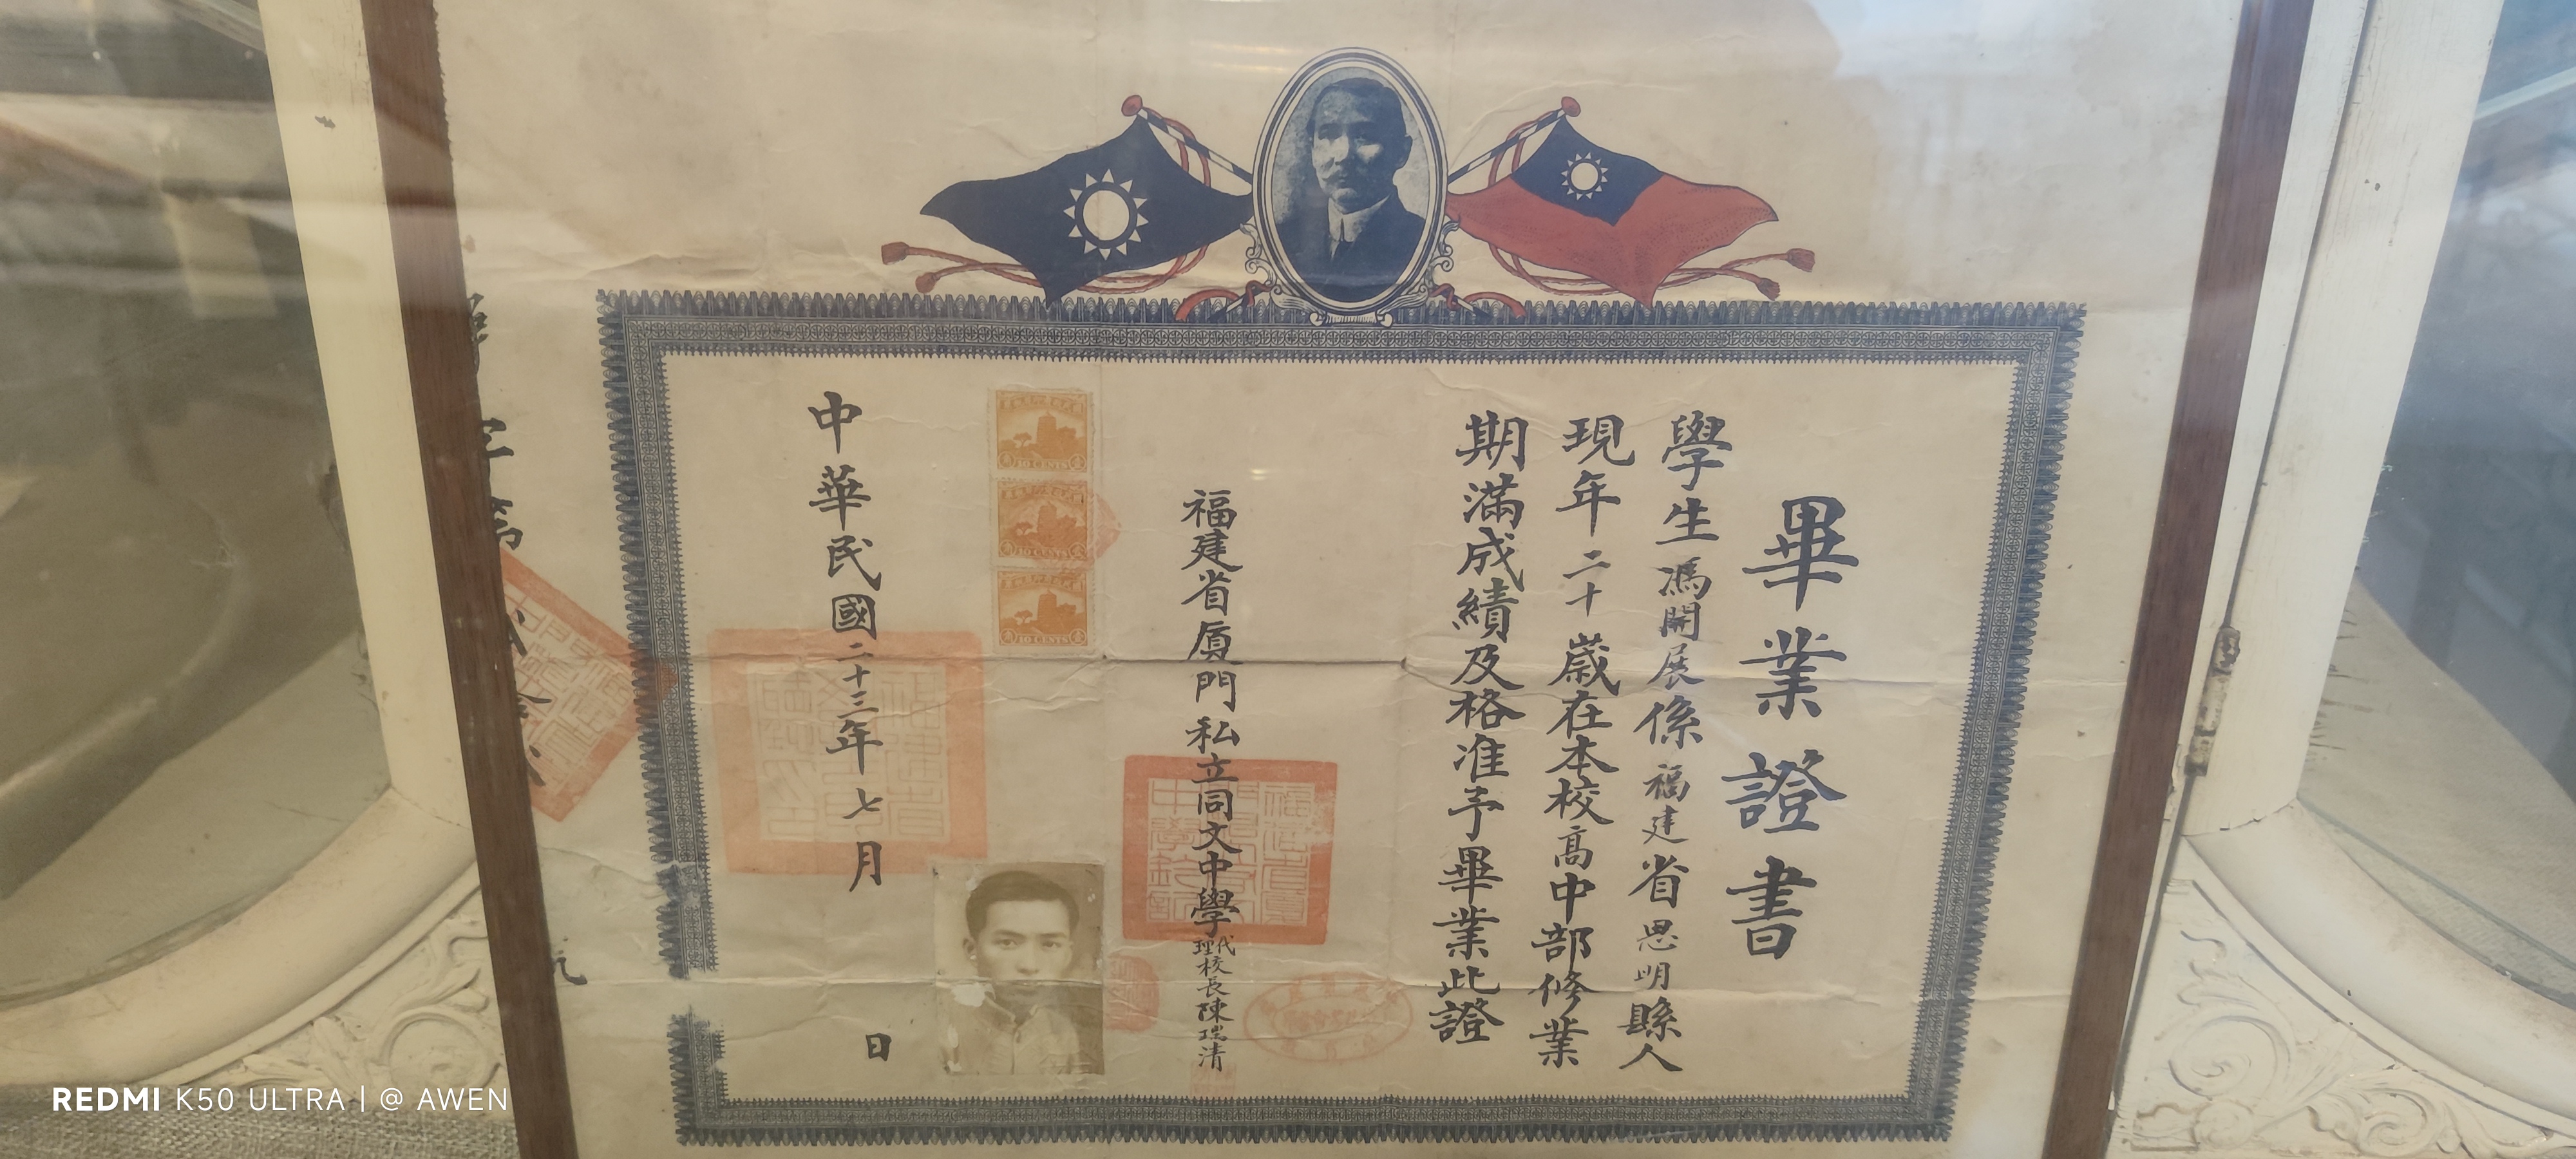 畢業證書
學生馮開展係福建省思明縣人
現年二十歲在本校高中部修業
期滿成績及格准予畢業此證
福建省厦門私立同文中學代理校長陳瑞清
10 CENTS
10 CENTS
10 CENTS
中華民國二十三年七月 日
字第
REDMI K50 ULTRA | @ AWEN